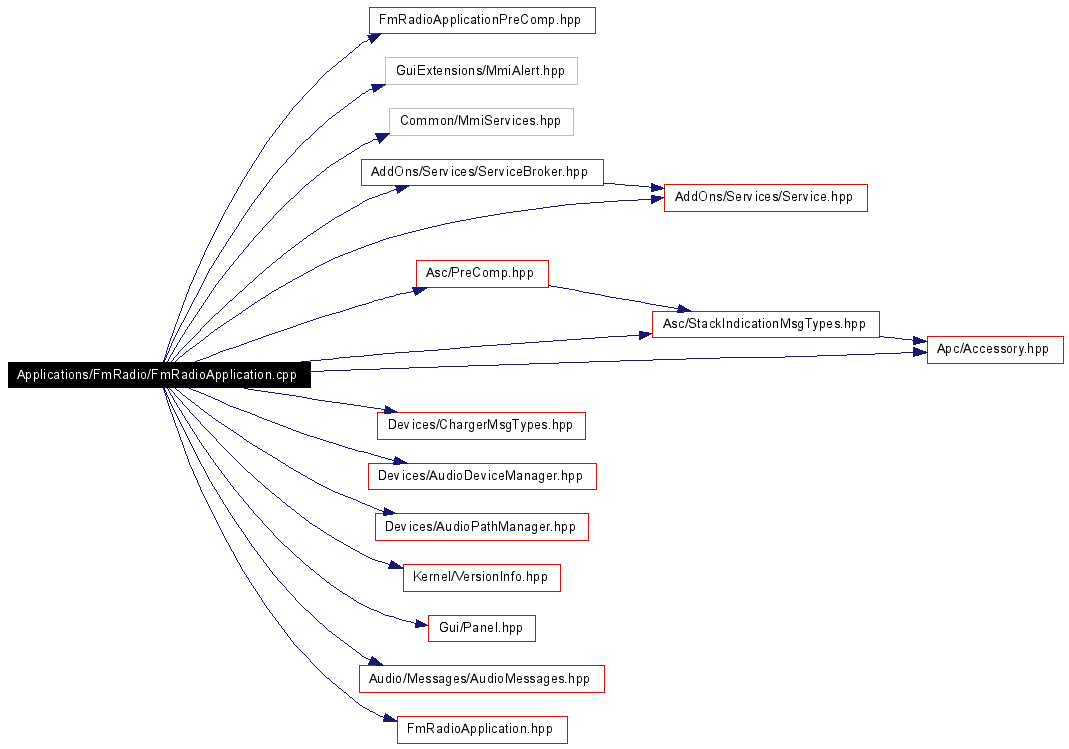 FmRadioApplicationPreComp.hpp
GuiExtensions/MmiAlert.hpp
Common/MmiServices.hpp
AddOns/Services/ServiceBroker.hpp
AddOns/Services/Service.hpp
Asc/PreComp.hpp
Asc/StackIndicationMsgTypes.hpp
Apc/Accessory.hpp
Applications/FmRadio/FmRadioApplication.cpp
Devices/ChargerMsgTypes.hpp
Devices/AudioDeviceManager.hpp
Devices/AudioPathManager.hpp
Kernel/VersionInfo.hpp
Gui/Panel.hpp
Audio/Messages/AudioMessages.hpp
FmRadioApplication.hpp